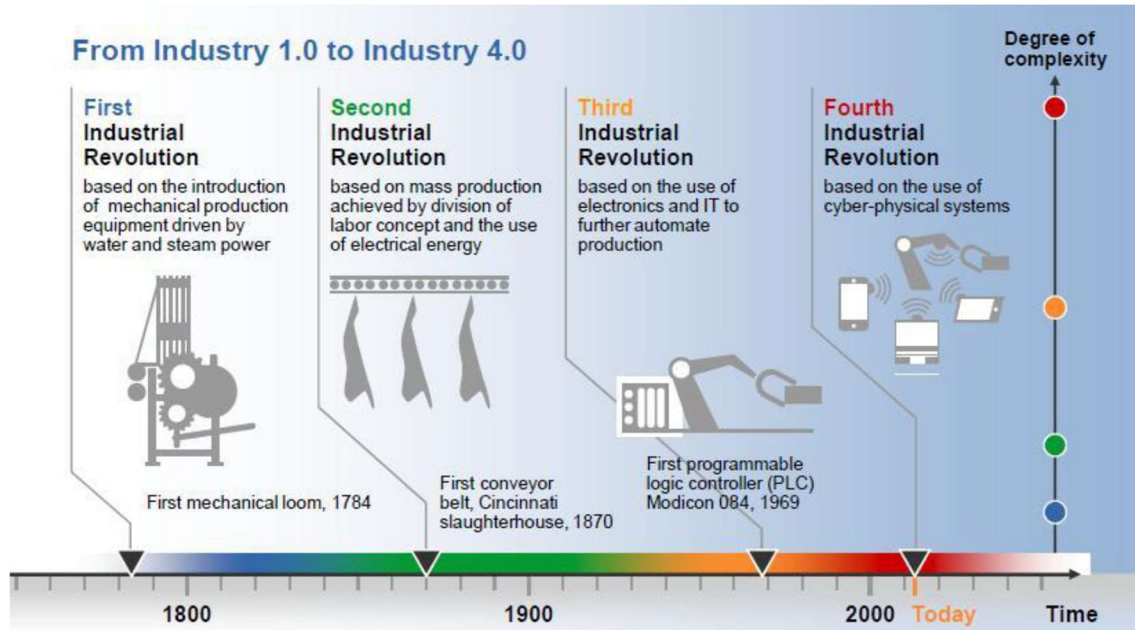 From Industry 1.0 to Industry 4.0
Degree of
complexity
First
Industrial
Revolution
based on the introduction
of mechanical production
equipment driven by
water and steam power
Second
Industrial
Revolution
based on mass production
achieved by division of
labor concept and the use
of electrical energy
Third
Industrial
Revolution
based on the use of
electronics and IT to
further automate
production
Fourth
Industrial
Revolution
based on the use of
cyber-physical systems
First mechanical loom, 1784
First conveyor
belt, Cincinnati
slaughterhouse, 1870
First programmable
logic controller (PLC)
Modicon 084, 1969
1800
1900
2000
Today
Time